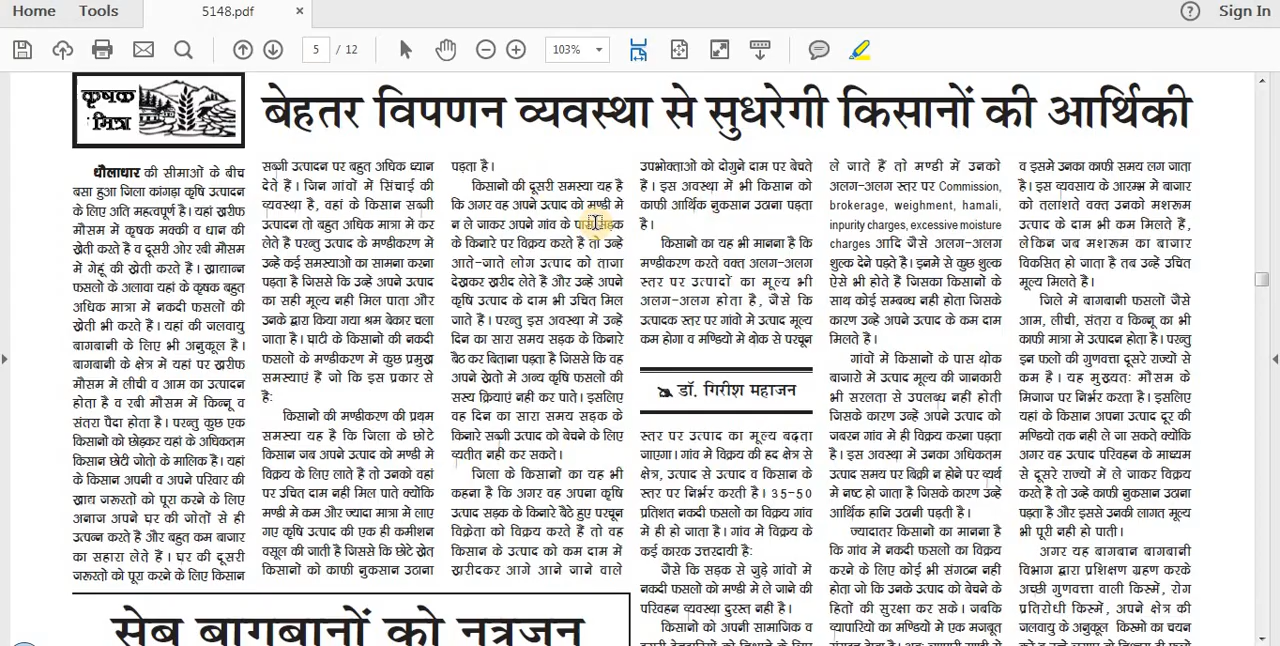 Home
Tools
5148.pdf
×
?
Sign In
5
/ 12
103%
कृषक
मित्रा
बेहतर विपणन व्यवस्था से सुधरेगी किसानों की आर्थिकी
धौलाधार की सीमाओं के बीच
बसा हुआ जिला कांगड़ा कृषि उत्पादन
के लिए अति महत्वपूर्ण है। यहां खरीफ
मौसम में कृषक मक्की व धान की
खेती करते है व दूसरी ओर रबी मौसम
में गेहूं की खेती करते है। खाद्यान्न
फसलों के अलावा यहां के कृषक बहुत
अधिक मात्रा में नकदी फसलों की
खेती भी करते हैं। यहां की जलवायु
बागबानी के लिए भी अनुकूल है।
बागबानी के क्षेत्र में यहां पर खरीफ
मौसम में लीची व आम का उत्पादन
होता है व रबी मौसम में किन्नू व
संतरा पैदा होता है। परन्तु कुछ एक
किसानों को छोड़कर यहां के अधिकतम
किसान छोटी जोतो के मालिक है। यहां
के किसान अपनी व अपने परिवार की
खाद्य जरूरतों को पूरा करने के लिए
अनाज अपने घर की जोतों से ही
उत्पन्न करते है और बहुत कम बाजार
का सहारा लेते हैं। घर की दूसरी
जरूरतों को पूरा करने के लिए किसान
सब्जी उत्पादन पर बहुत अधिक ध्यान
देते हैं। जिन गांवों में सिंचाई की
व्यवस्था है, वहां के किसान सब्जी
उत्पादन तो बहुत अधिक मात्रा में कर
लेते है परन्तु उत्पाद के मण्डीकरण में
उन्हे कई समस्याओं का सामना करना
पड़ता है जिससे कि उन्हे अपने उत्पाद
का सही मूल्य नही मिल पाता और
उनके द्वारा किया गया श्रम बेकार चला
जाता है। घाटी के किसानों की नकदी
फसलों के मण्डीकरण में कुछ प्रमुख
समस्याएं हैं जो कि इस प्रकार से
है:
किसानों की मण्डीकरण की प्रथम
समस्या यह है कि जिला के छोटे
किसान जब अपने उत्पाद को मण्डी में
विक्रय के लिए लाते है तो उनको वहां
पर उचित दाम नही मिल पाते क्योंकि
मण्डी में कम और ज्यादा मात्रा में लाए
गए कृषि उत्पाद की एक ही कमीशन
वसूल की जाती है जिससे कि छोटे खेत
किसानों को काफी नुकसान उठाना
पड़ता है।
किसानों की दूसरी समस्या यह है
कि अगर वह अपने उत्पाद को मण्डी में
न ले जाकर अपने गांव के पास सड़क
के किनारे पर विक्रय करते है तो उन्हे
आते-जाते लोग उत्पाद को ताजा
देखकर खरीद लेते हैं और उन्हें अपने
कृषि उत्पाद के दाम भी उचित मिल
जाते हैं। परन्तु इस अवस्था में उन्हे
दिन का सारा समय सड़क के किनारे
बैठ कर बिताना पड़ता है जिससे कि वह
अपने खेतो में अन्य कृषि फसलों की
सस्य क्रियाएं नही कर पाते। इसलिए
वह दिन का सारा समय सड़क के
किनारे सब्जी उत्पाद को बेचने के लिए
व्यतीत नही कर सकते।
जिला के किसानों का यह भी
कहना है कि अगर वह अपना कृषि
उत्पाद सड़क के किनारे बैठे हुए परचून
विक्रेता को विक्रय करते हैं तो वह
किसान के उत्पाद को कम दाम में
खरीदकर आगे आने जाने वाले
उपभोक्ताओं को दोगुने दाम पर बेचते
है। इस अवस्था में भी किसान को
काफी आर्थिक नुकसान उठाना पड़ता
है।
किसानों का यह भी मानना है कि
मण्डीकरण करते वक्त अलग-अलग
स्तर पर उत्पादों का मूल्य भी
अलग-अलग होता है, जैसे कि
उत्पादक स्तर पर गांवो में उत्पाद मूल्य
कम होगा व मण्डियों मे थोक से परचून
डॉ. गिरीश महाजन
स्तर पर उत्पाद का मूल्य बढ़ता
जाएगा। गांव में विक्रय की हद क्षेत्र से
क्षेत्र, उत्पाद से उत्पाद व किसान के
स्तर पर निर्भर करती है। 35-50
प्रतिशत नकदी फसलों का विक्रय गांव
में ही हो जाता है। गांव में विक्रय के
कई कारक उत्तरदायी है:
जैसे कि सड़क से जुड़े गांवों में
नकदी फसलों को मण्डी मे ले जाने की
परिवहन व्यवस्था दुरस्त नही है।
किसानों को अपनी सामाजिक व
ले जाते हैं तो मण्डी में उनको
अलग-अलग स्तर पर Commission,
brokerage, weighment, hamali,
inpurity charges, excessive moisture
charges आदि जैसे अलग-अलग
शुल्क देने पड़ते है। इनमे से कुछ शुल्क
ऐसे भी होते हैं जिसका किसानों के
साथ कोई सम्बन्ध नही होता जिसके
कारण उन्हे अपने उत्पाद के कम दाम
मिलते हैं।
गांवों में किसानों के पास थोक
बाजारों में उत्पाद मूल्य की जानकारी
भी सरलता से उपलब्ध नही होती
जिसके कारण उन्हे अपने उत्पाद को
जबरन गांव में ही विक्रय करना पड़ता
है। इस अवस्था में उनका अधिकतम
उत्पाद समय पर बिक्री न होने पर व्यर्थ
में नष्ट हो जाता है जिसके कारण उन्हे
आर्थिक हानि उठानी पड़ती है।
ज्यादातर किसानों का मानना है
कि गांव में नकदी फसलों का विक्रय
करने के लिए कोई भी संगठन नही
होता जो कि उनके उत्पाद को बेचने के
हितों की सुरक्षा कर सके। जबकि
व्यापारियों का मण्डियों में एक मजबूत
व इसमे उनका काफी समय लग जाता
है। इस व्यवसाय के आरम्भ में बाजार
को तलाशते वक्त उनको मशरूम
उत्पाद के दाम भी कम मिलते हैं,
लेकिन जब मशरूम का बाजार
विकसित हो जाता है तब उन्हे उचित
मूल्य मिलते हैं।
जिले में बागबानी फसलों जैसे
आम, लीची, संतरा व किन्नू का भी
काफी मात्रा में उत्पादन होता है। परन्तु
इन फलो की गुणवत्ता दूसरे राज्यों से
कम है। यह मुख्यत: मौसम के
मिजाज पर निर्भर करता है। इसलिए
यहां के किसान अपना उत्पाद दूर की
मण्डियों तक नही ले जा सकते क्योंकि
अगर वह उत्पाद परिवहन के माध्यम
से दूसरे राज्यों में ले जाकर विक्रय
करते है तो उन्हे काफी नुकसान उठाना
पड़ता है और इससे उनकी लागत मूल्य
भी पूरी नही हो पाती।
अगर यह बागबान बागबानी
विभाग द्वारा प्रशिक्षण ग्रहण करके
अच्छी गुणवत्ता वाली किस्में, रोग
प्रतिरोधी किस्में, अपने क्षेत्र की
जलवायु के अनुकूल किस्मो का चयन
सेब बागबानों को नत्रजन